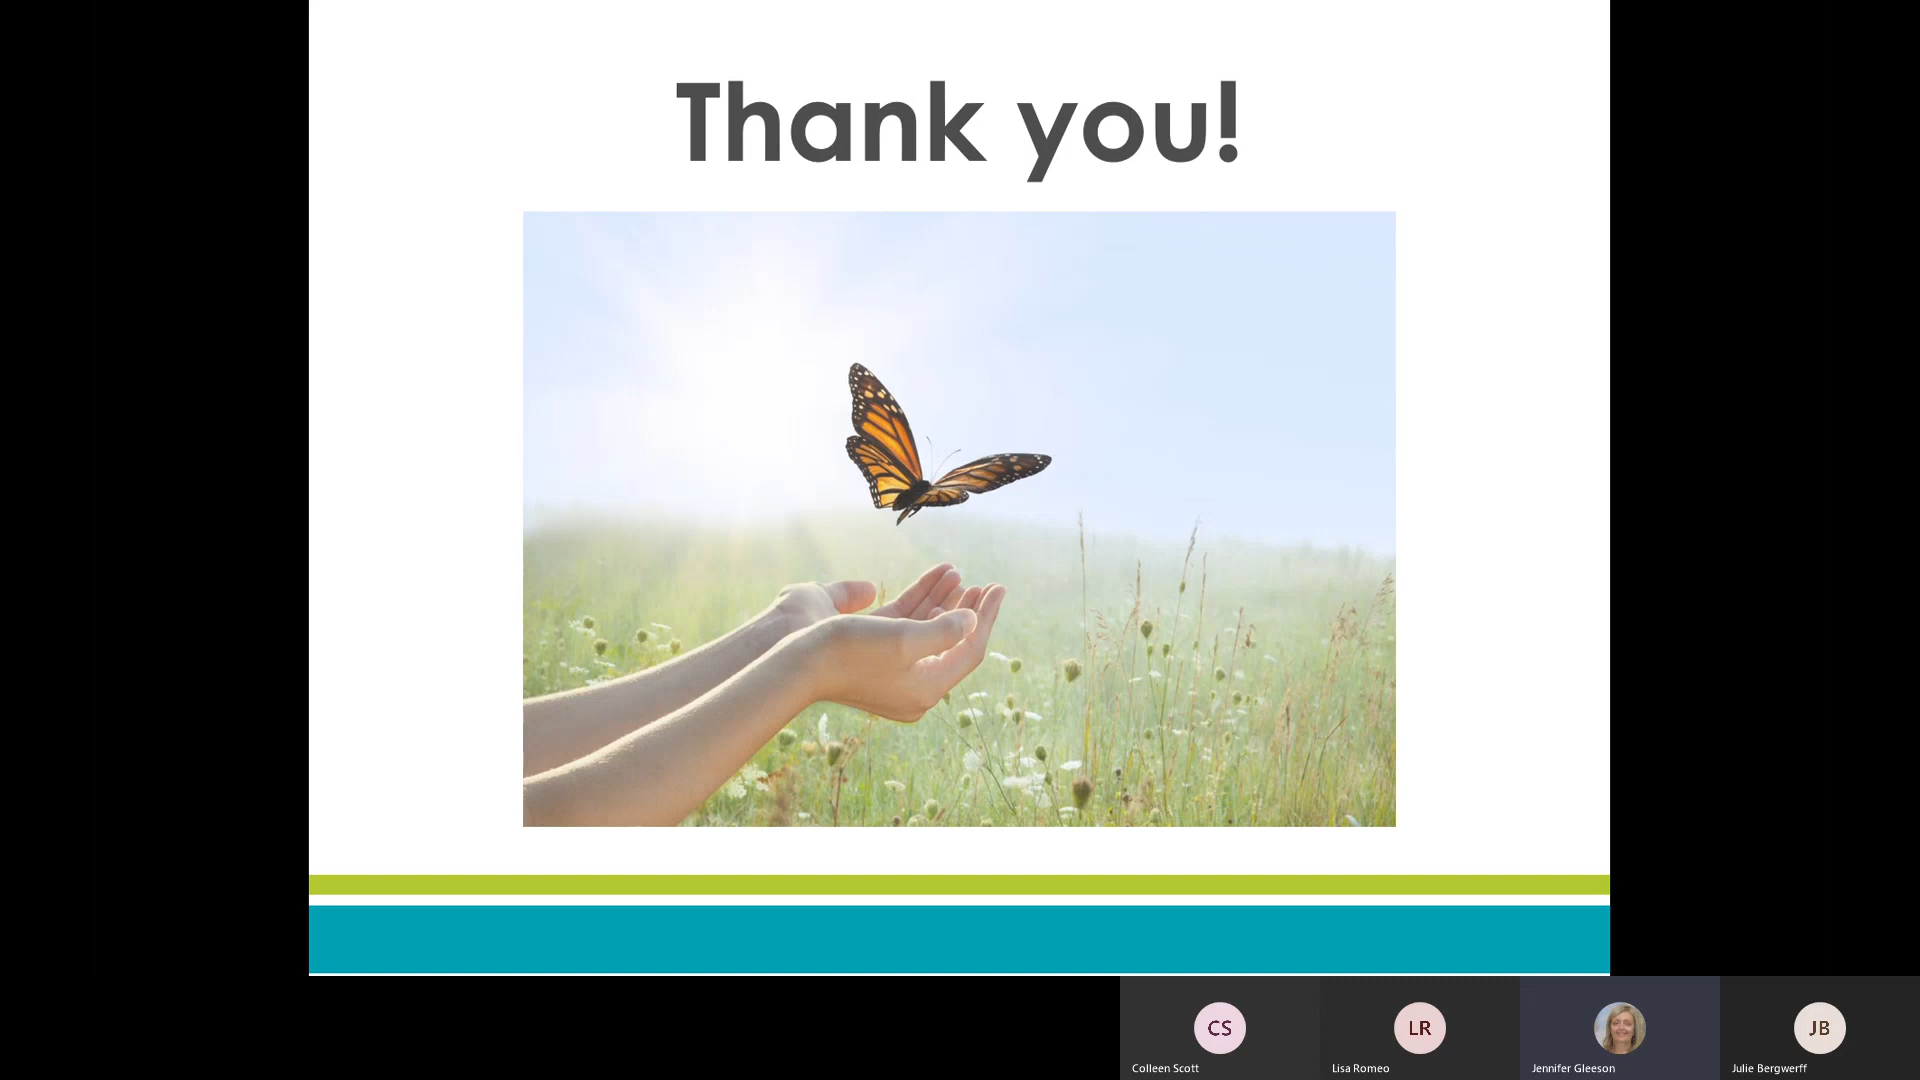 Thank you!
CS
LR
JB
Colleen Scott
Lisa Romeo
Jennifer Gleeson
Julie Bergwerff